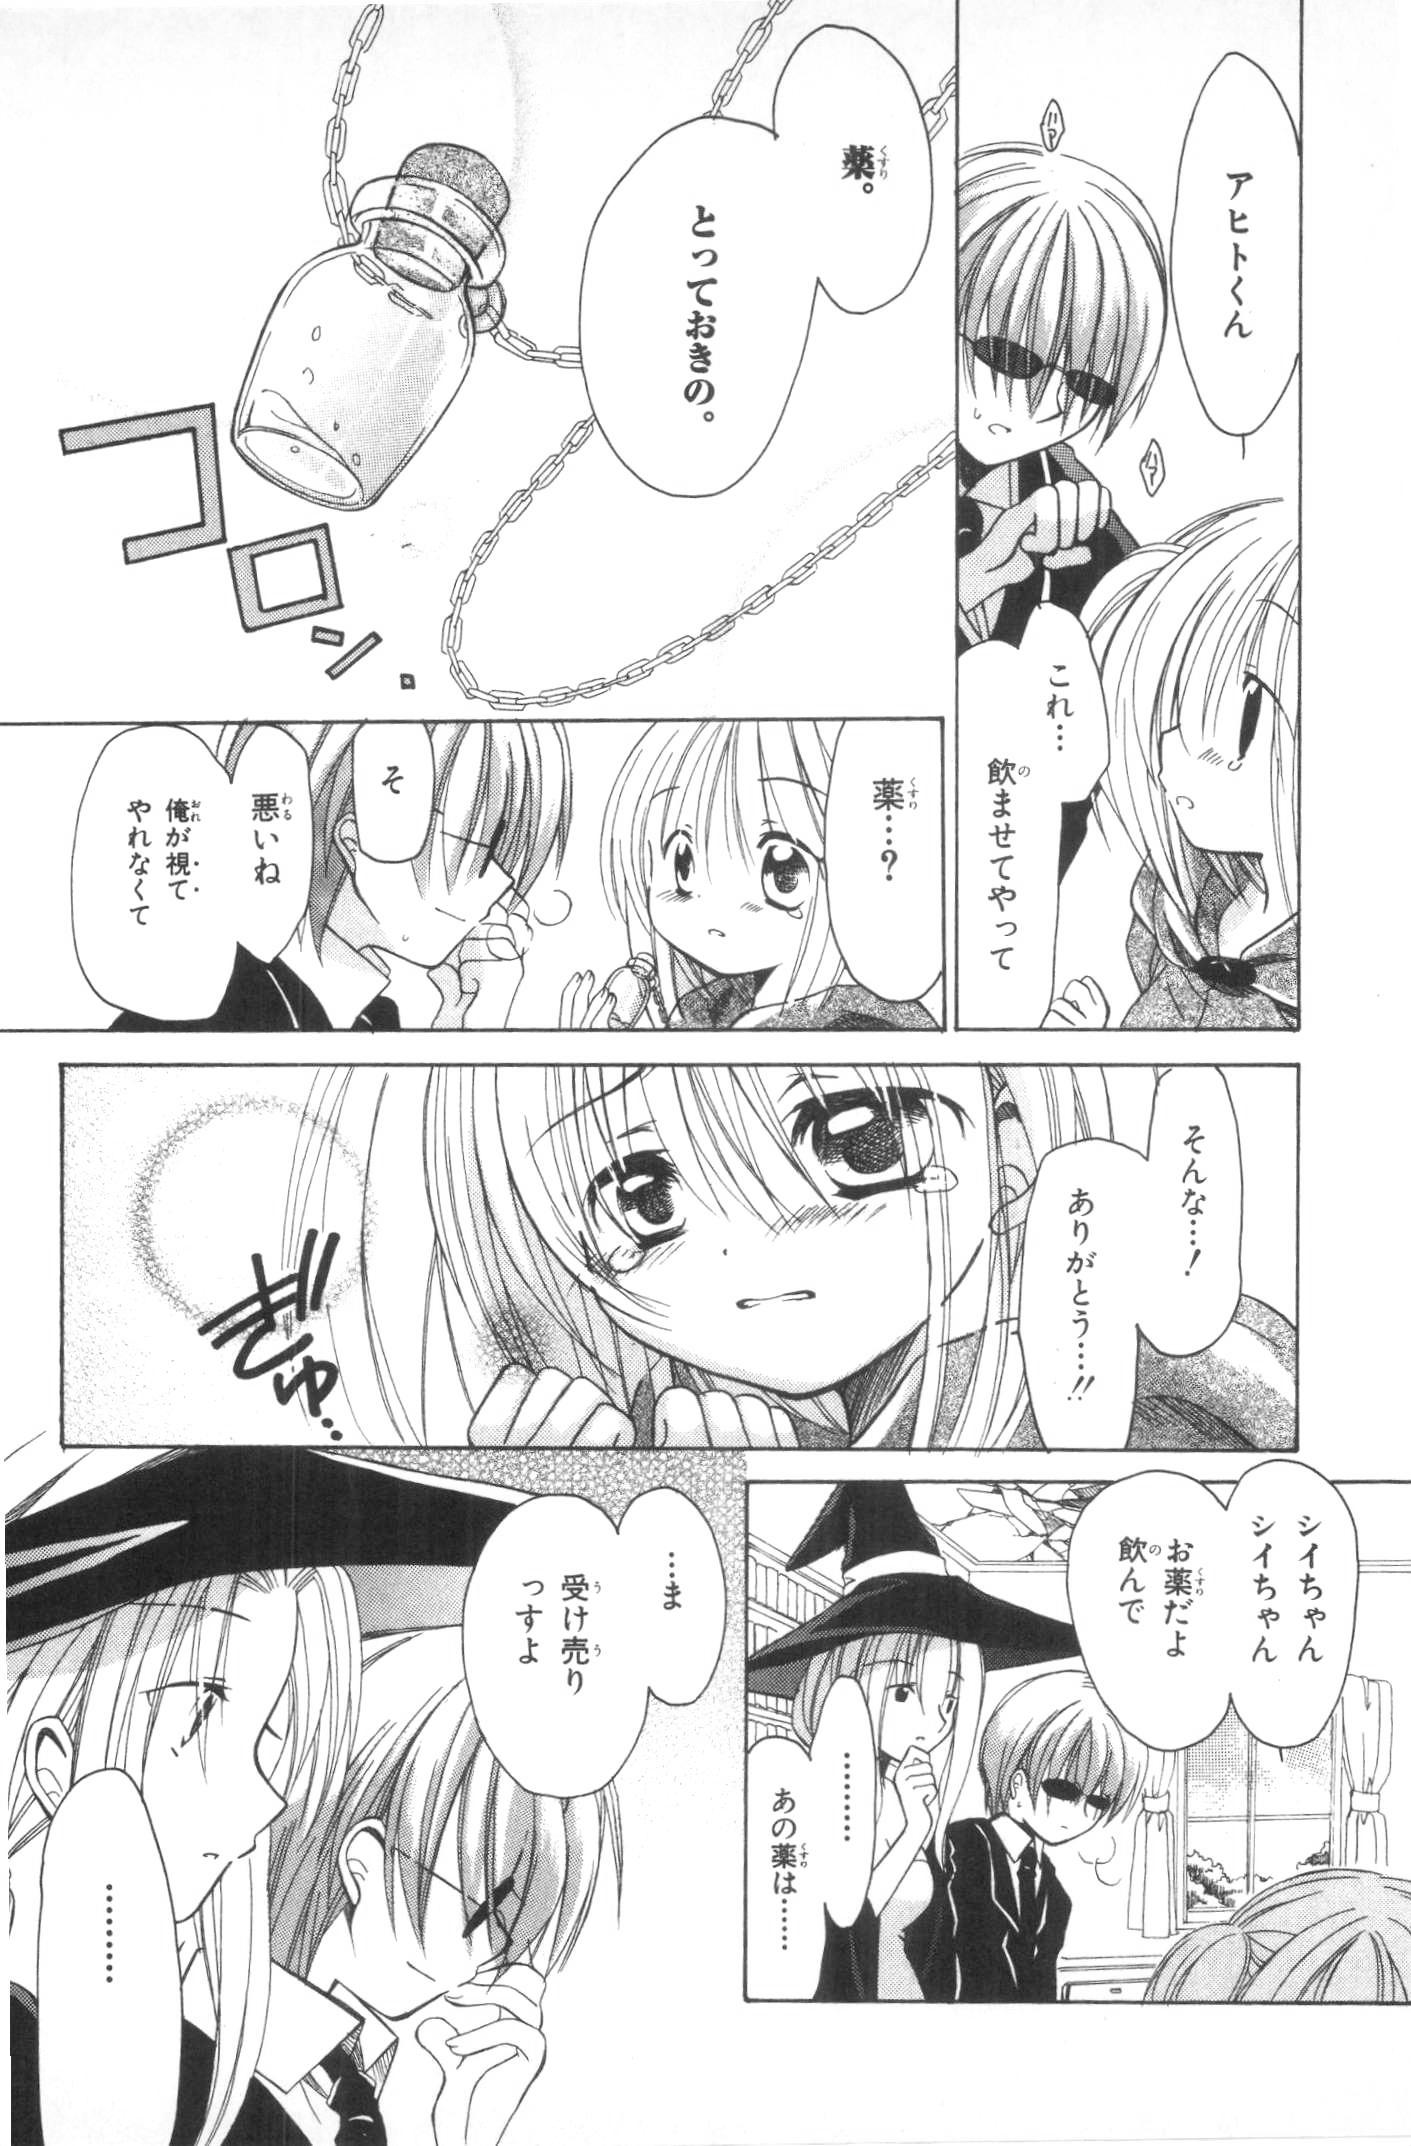 アヒトくん
これ…
飲ませてやって
薬。
とっておきの。
コロン。
薬…?
そ
悪いね
俺が視て
やれなくて
そんな…!
ありがとう…!!
ぎゅ…
シイちゃん
シイちゃん
お薬だよ
飲んで
………
あの薬は……
…ま
受け売り
っすよ
………